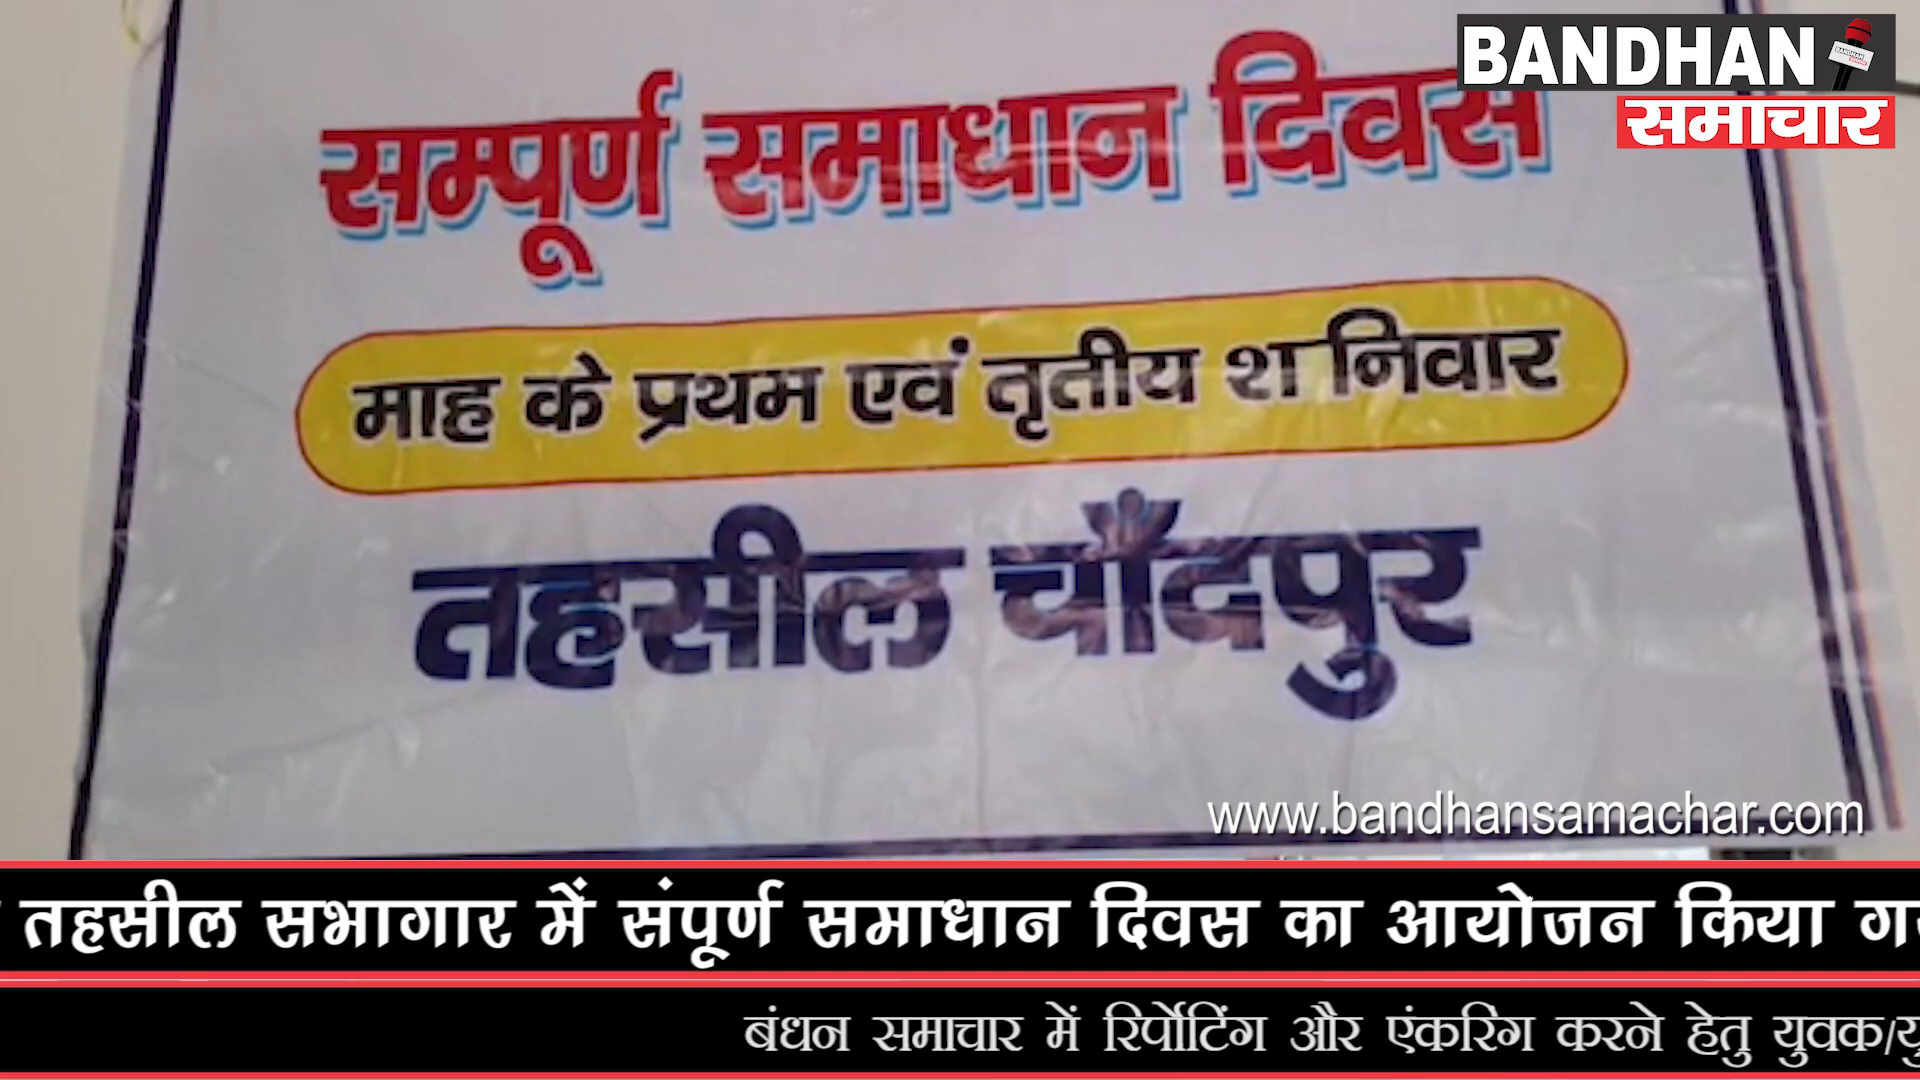 BANDHAN
समाचार
सम्पूर्ण समाधान दिवस
माह के प्रथम एवं तृतीय शनिवार
तहसील चाँदपुर
www.bandhansamachar.com
तहसील सभागार में संपूर्ण समाधान दिवस का आयोजन किया
बंधन समाचार में रिर्पोटिंग और एंकरिंग करने हेतु युवक/